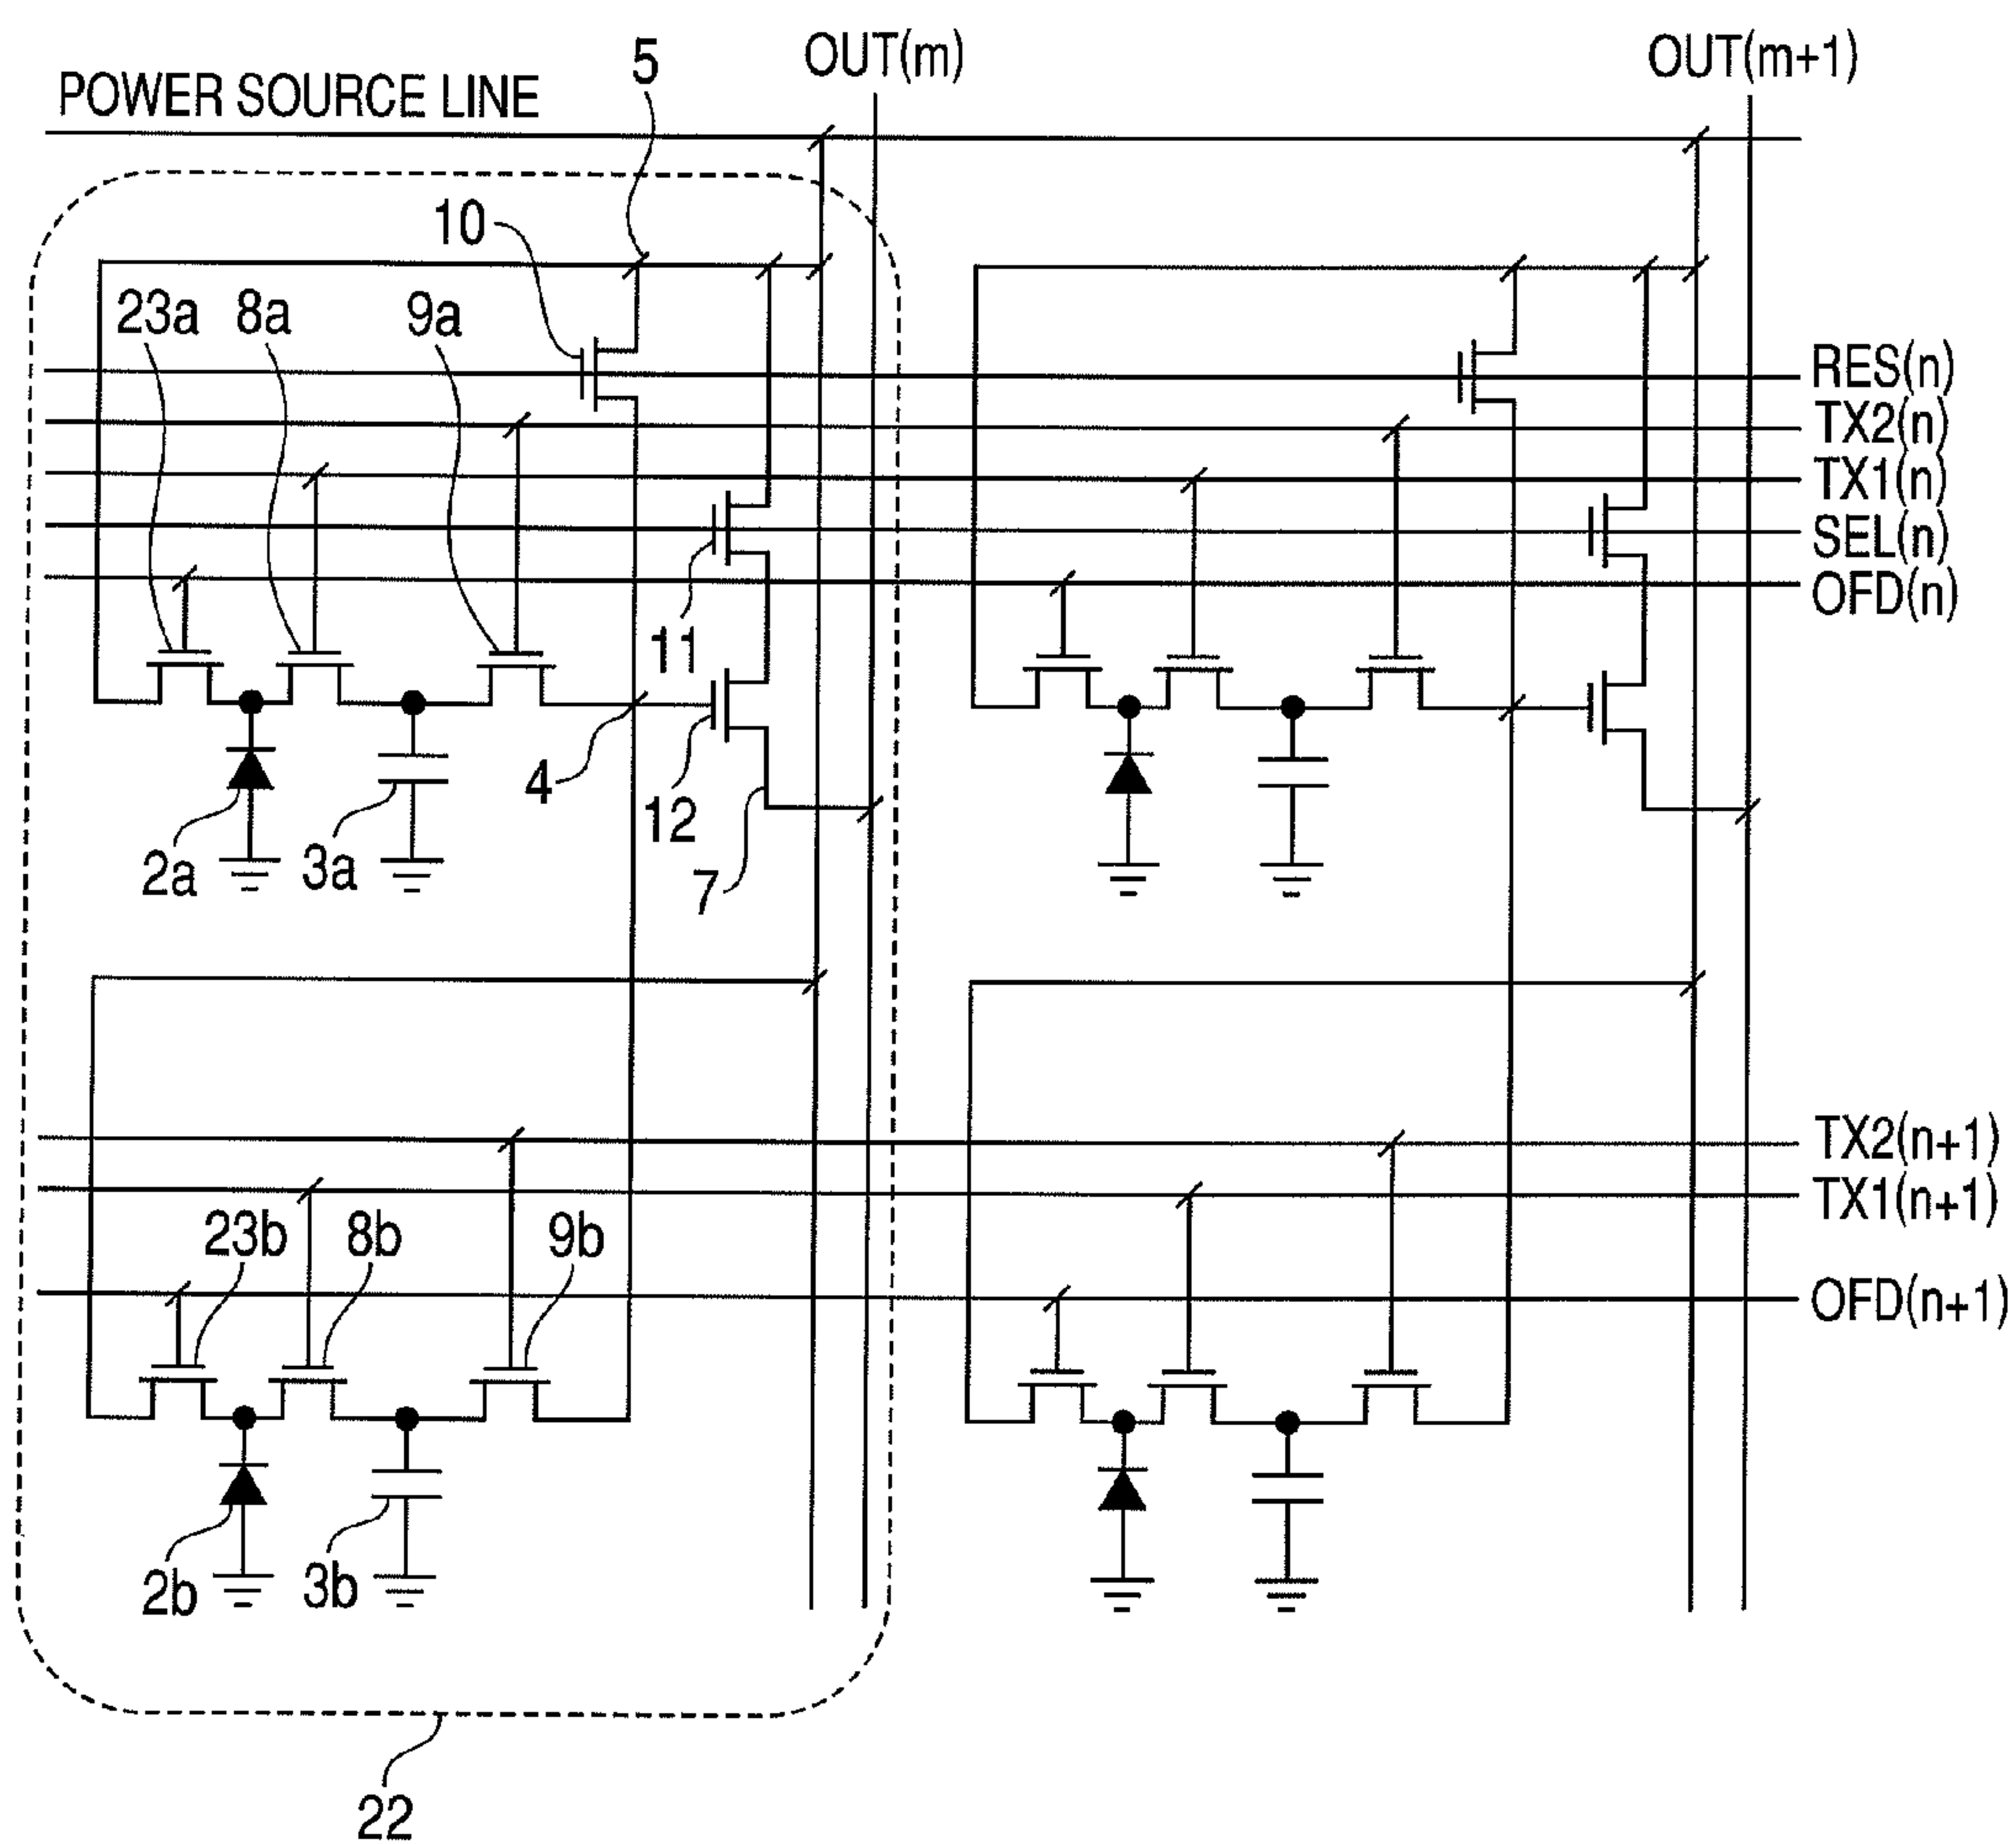 POWER SOURCE LINE
5
OUT(m)
OUT(m+1)
10
23a
8a
9a
RES(n)
TX2(n)
TX1(n)
SEL(n)
OFD(n)
11
4
12
2a
3a
7
TX2(n+1)
TX1(n+1)
23b
8b
9b
OFD(n+1)
2b
3b
22